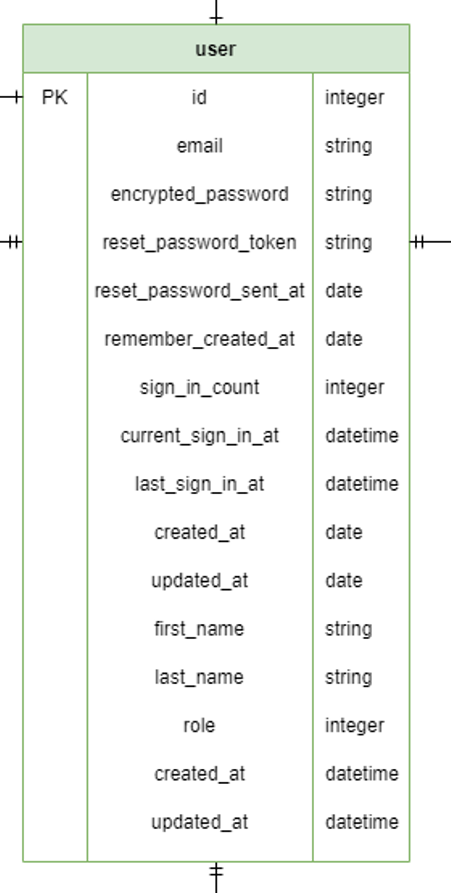 user
PK id integer
email string
encrypted_password string
reset_password_token string
reset_password_sent_at date
remember_created_at date
sign_in_count integer
current_sign_in_at datetime
last_sign_in_at datetime
created_at date
updated_at date
first_name string
last_name string
role integer
created_at datetime
updated_at datetime